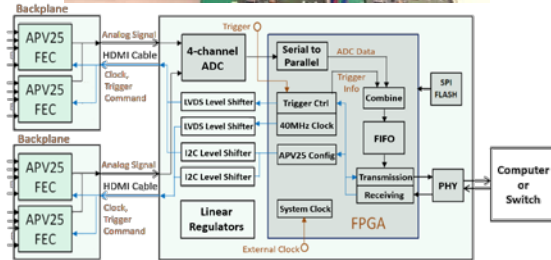 Backplane
APV25
FEC
APV25
FEC
Analog Signal
HDMI Cable
Clock,
Trigger
Command
Backplane
APV25
FEC
APV25
FEC
Analog Signal
HDMI Cable
Clock,
Trigger
Command
Trigger
4-channel
ADC
LVDS Level Shifter
LVDS Level Shifter
I2C Level Shifter
I2C Level Shifter
Linear
Regulators
External Clock
Serial to
Parallel
ADC Data
Trigger
Info
Trigger Ctrl
40MHz Clock
APV25 Config
System Clock
Combine
FIFO
Transmission
Receiving
FPGA
SPI
FLASH
PHY
Computer
or
Switch